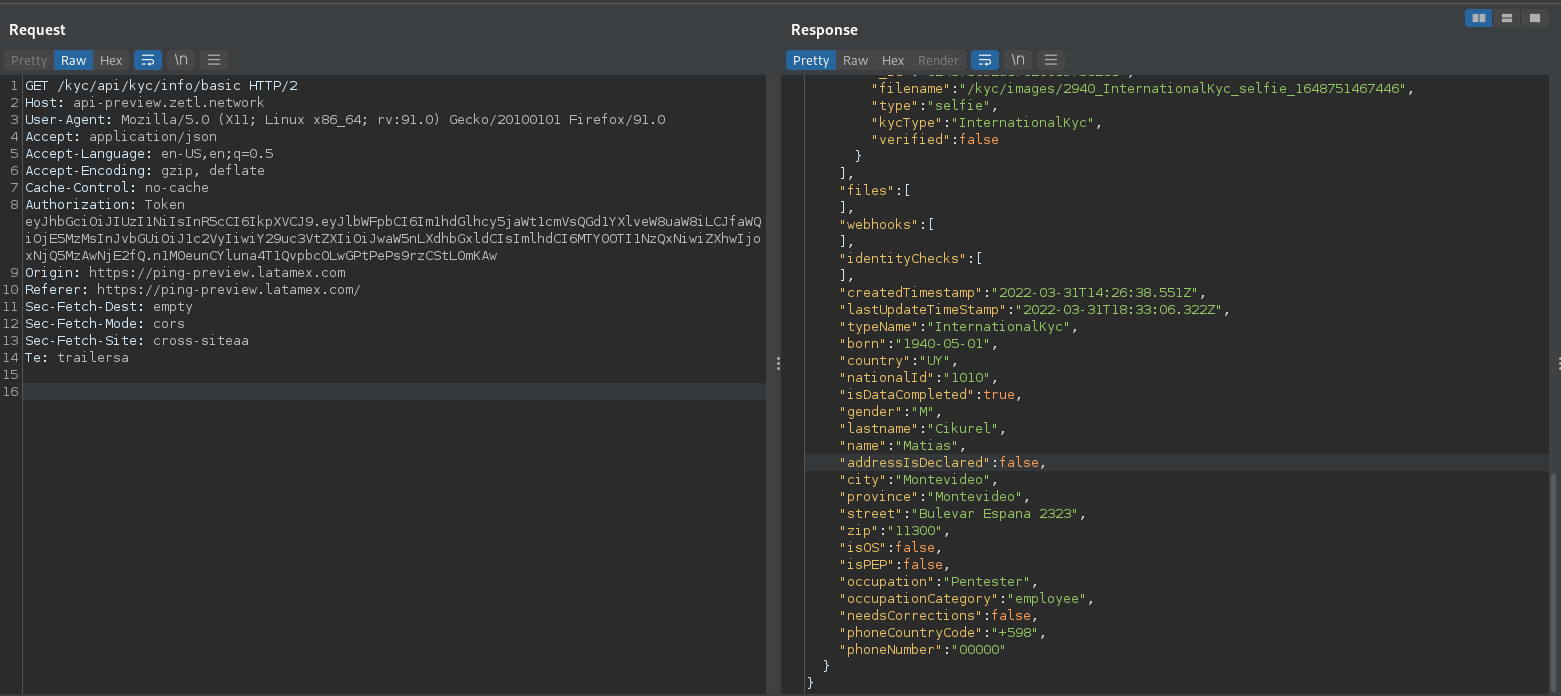 Request
Pretty Raw Hex \n
1 GET /kyc/api/kyc/info/basic HTTP/2
2 Host: api-preview.zetl.network
3 User-Agent: Mozilla/5.0 (X11; Linux x86_64; rv:91.0) Gecko/20100101 Firefox/91.0
4 Accept: application/json
5 Accept-Language: en-US,en;q=0.5
6 Accept-Encoding: gzip, deflate
7 Cache-Control: no-cache
8 Authorization: Token
eyJhbGciOiJIUzI1NiIsInR5cCI6IkpXVCJ9.eyJlbWFpbCI6Im1hdGlhcy5jaWt1cmVsQGd1YXlveW8uaW8iLCJfaWQ
iOjE5MzMsInJvbGUiOiJ1c2VyIiwiY29uc3VtZXIiOiJwaW5nLXdhbGxldCIsImlhdCI6MTY0OTI1NzQxNiwiZXhwIjo
xNjQ5MzAwNjE2fQ.n1MOeunCYluna4T1QvpbcOLwGPtPePs9rzCStLOmKAw
9 Origin: https://ping-preview.latamex.com
10 Referer: https://ping-preview.latamex.com/
11 Sec-Fetch-Dest: empty
12 Sec-Fetch-Mode: cors
13 Sec-Fetch-Site: cross-siteaa
14 Te: trailersa
15
16
Response
Pretty Raw Hex Render \n
"filename":"/kyc/images/2940_InternationalKyc_selfie_1648751467446",
"type":"selfie",
"kycType":"InternationalKyc",
"verified":false
}
],
"files":[
],
"webhooks":[
],
"identityChecks":[
],
"createdTimestamp":"2022-03-31T14:26:38.551Z",
"lastUpdateTimeStamp":"2022-03-31T18:33:06.322Z",
"typeName":"InternationalKyc",
"born":"1940-05-01",
"country":"UY",
"nationalId":"1010",
"isDataCompleted":true,
"gender":"M",
"lastname":"Cikurel",
"name":"Matias",
"addressIsDeclared":false,
"city":"Montevideo",
"province":"Montevideo",
"street":"Bulevar Espana 2323",
"zip":"11300",
"isOS":false,
"isPEP":false,
"occupation":"Pentester",
"occupationCategory":"employee",
"needsCorrections":false,
"phoneCountryCode":"+598",
"phoneNumber":"00000"
}
}